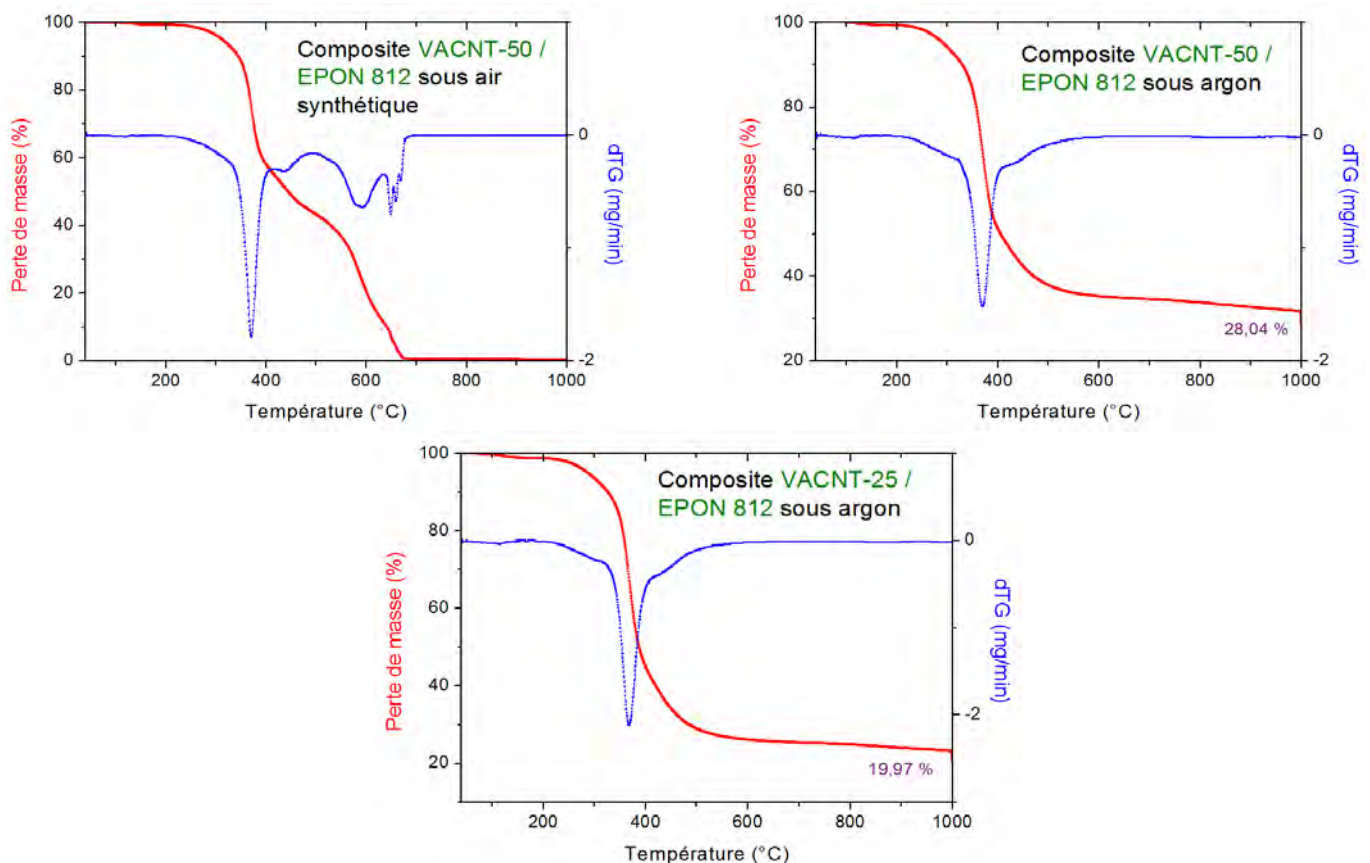 Composite VACNT-50 /
EPON 812 sous air
synthétique
Perte de masse (%)
100
80
60
40
20
0
200
400
600
800
1000
Température (°C)
0
-2
dTG (mg/min)
Composite VACNT-50 /
EPON 812 sous argon
Perte de masse (%)
100
80
60
40
20
200
400
600
800
1000
Température (°C)
0
-2
dTG (mg/min)
28,04 %
Composite VACNT-25 /
EPON 812 sous argon
Perte de masse (%)
100
80
60
40
20
200
400
600
800
1000
Température (°C)
0
-2
dTG (mg/min)
19,97 %